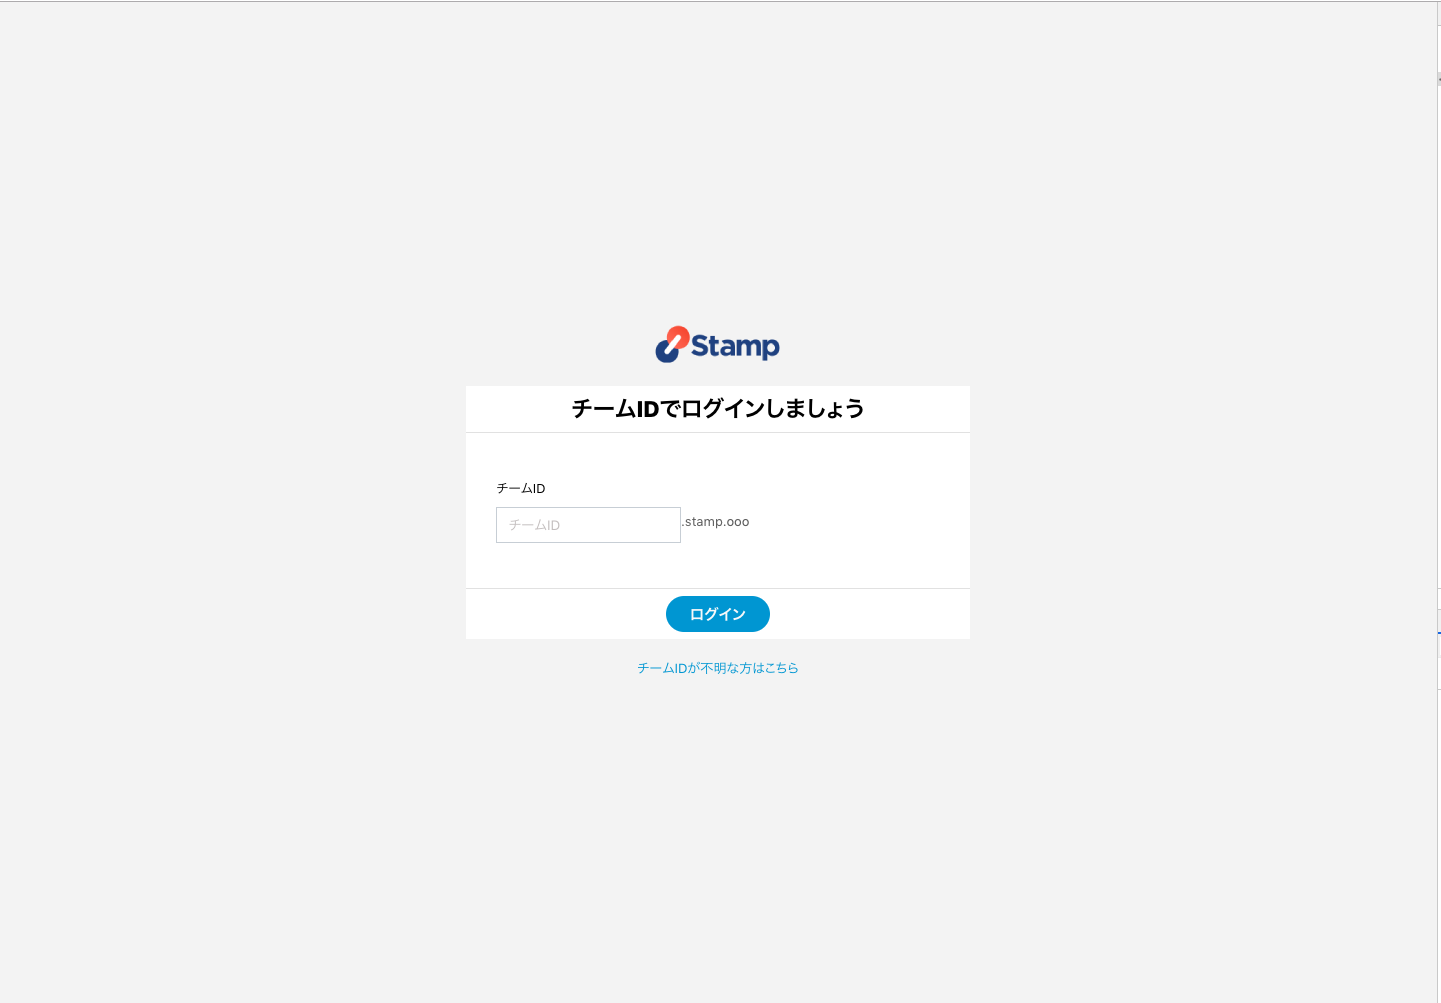 Stamp
チームIDでログインしましょう
チームID
チームID .stamp.ooo
ログイン
チームIDが不明な方はこちら